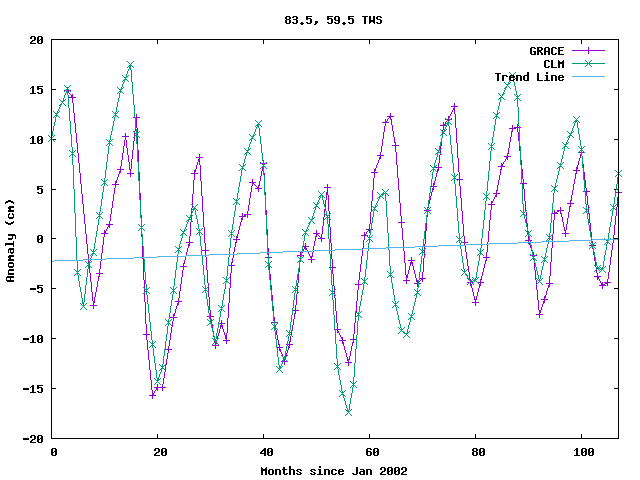 83.5, 59.5 TWS
GRACE
CLM
Trend Line
20
15
10
5
0
-5
-10
-15
-20
Anomaly (cm)
0 20 40 60 80 100
Months since Jan 2002